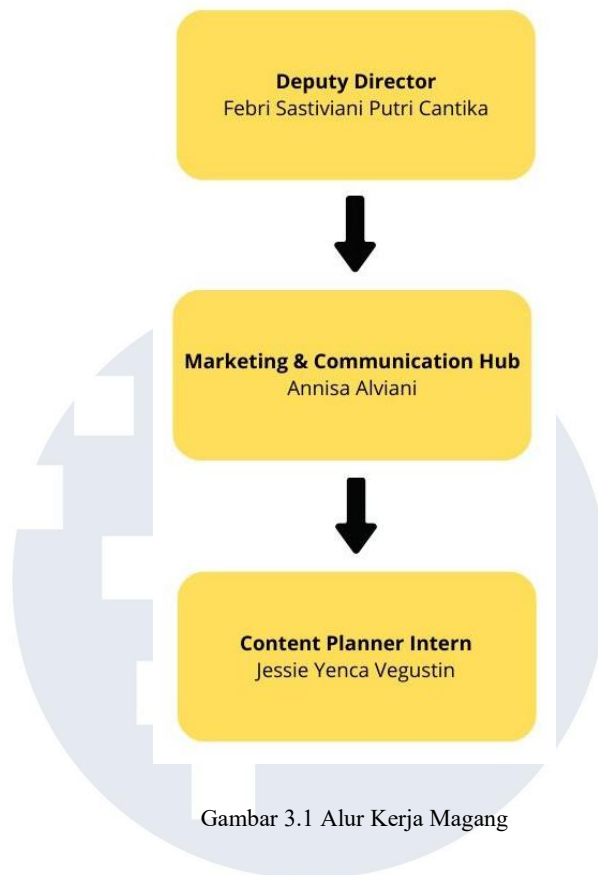 Deputy Director
Febri Sastiviani Putri Cantika
Marketing & Communication Hub
Annisa Alviani
Content Planner Intern
Jessie Yenca Vegustin
Gambar 3.1 Alur Kerja Magang